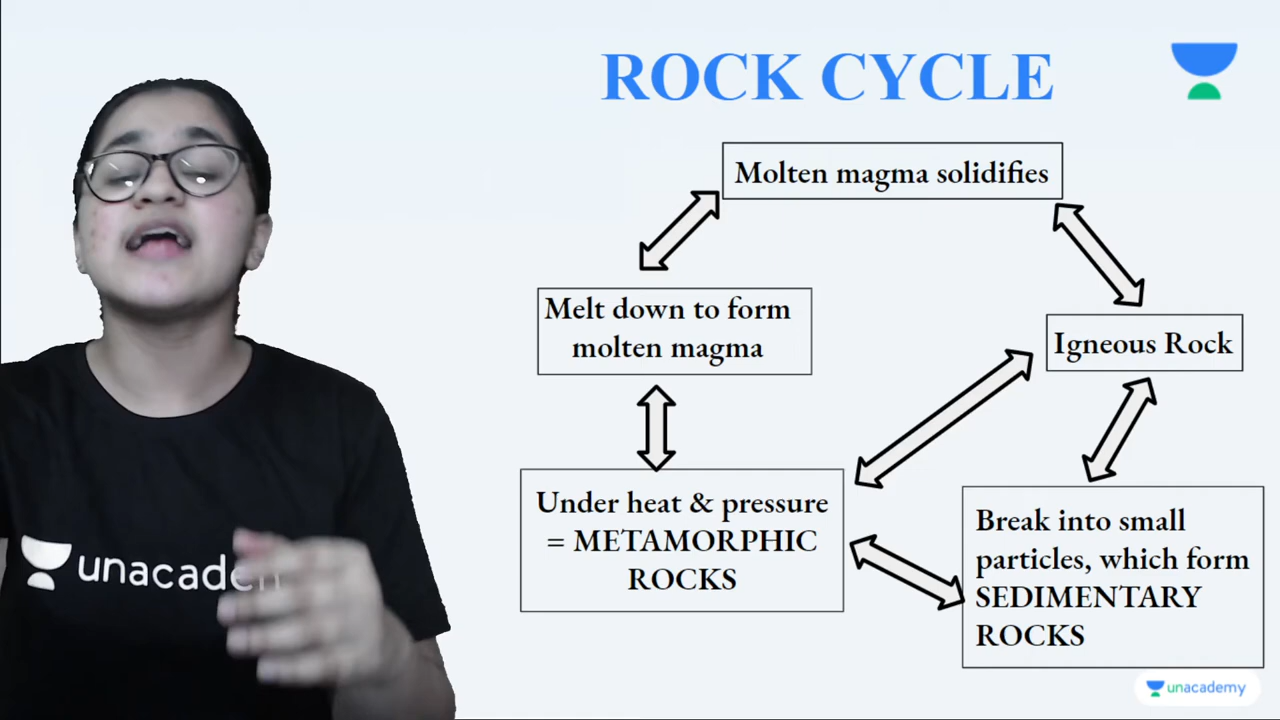 ROCK CYCLE
Molten magma solidifies
Melt down to form
molten magma
Igneous Rock
Under heat & pressure
= METAMORPHIC
ROCKS
Break into small
particles, which form
SEDIMENTARY
ROCKS
unacadem
unacademy